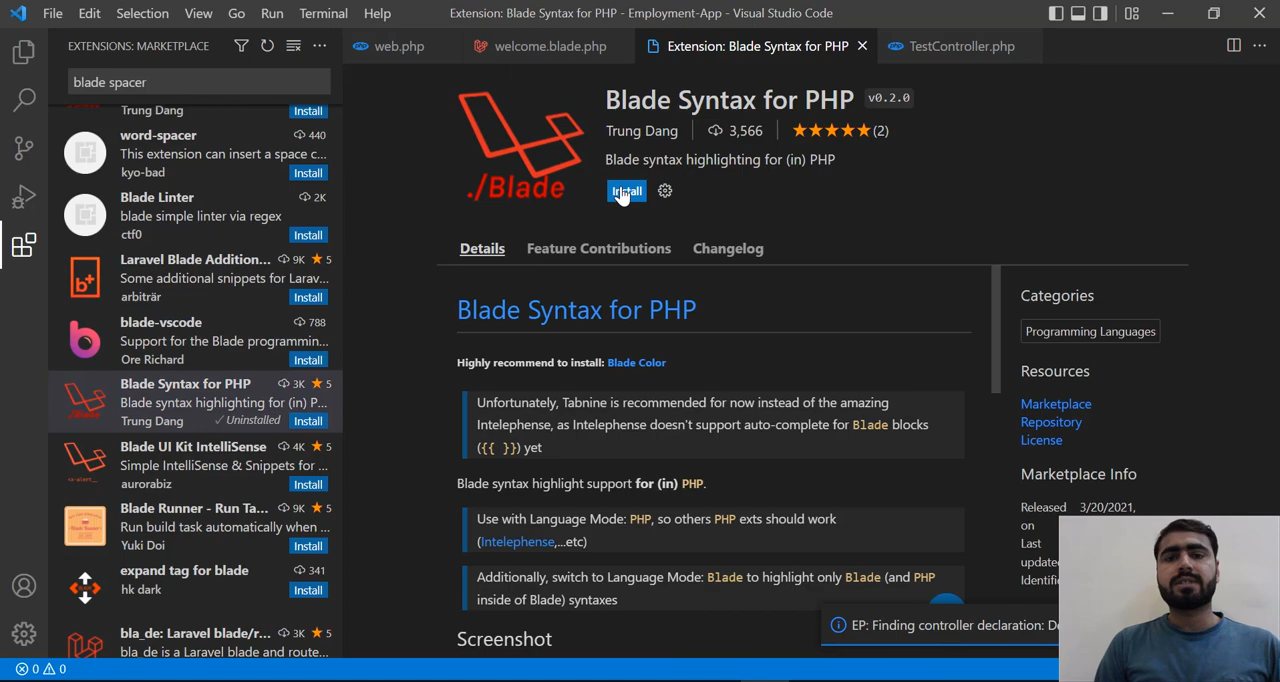 File Edit Selection View Go Run Terminal Help Extension: Blade Syntax for PHP - Employment-App - Visual Studio Code
EXTENSIONS: MARKETPLACE
web.php welcome.blade.php Extension: Blade Syntax for PHP TestController.php
blade spacer
Trung Dang Install
word-spacer 440
This extension can insert a space c...
kyo-bad Install
Blade Linter 2K
blade simple linter via regex
ctf0 Install
Laravel Blade Addition... 9K ★ 5
Some additional snippets for Larav...
arbiträr Install
blade-vscode 788
Support for the Blade programmin...
Ore Richard Install
Blade Syntax for PHP 3K ★ 5
Blade syntax highlighting for (in) P...
Trung Dang ✓ Uninstalled Install
Blade UI Kit IntelliSense 4K ★ 5
Simple IntelliSense & Snippets for ...
aurorabiz Install
Blade Runner - Run Ta... 9K ★ 5
Run build task automatically when ...
Yuki Doi Install
expand tag for blade 341
hk dark Install
bla_de: Laravel blade/r... 3K ★ 5
bla_de is a Laravel blade and route...
0 0
./Blade
Blade Syntax for PHP v0.2.0
Trung Dang 3,566 ★★★★★(2)
Blade syntax highlighting for (in) PHP
Install
Details Feature Contributions Changelog
Blade Syntax for PHP
Highly recommend to install: Blade Color
Unfortunately, Tabnine is recommended for now instead of the amazing
Intelephense, as Intelephense doesn't support auto-complete for Blade blocks
({{ }}) yet
Blade syntax highlight support for (in) PHP.
Use with Language Mode: PHP, so others PHP exts should work
(Intelephense,...etc)
Additionally, switch to Language Mode: Blade to highlight only Blade (and PHP
inside of Blade) syntaxes
Screenshot
Categories
Programming Languages
Resources
Marketplace
Repository
License
Marketplace Info
Released 3/20/2021,
on
Last
EP: Finding controller declaration: